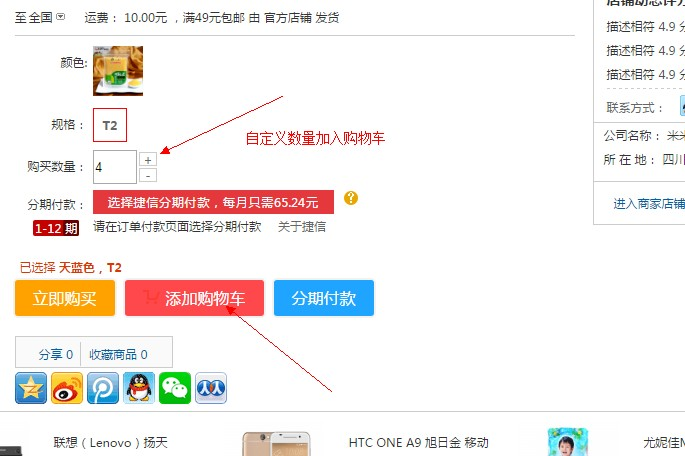 店铺动态评分
至 全国
运费： 10.00元 ，满49元包邮 由 官方店铺 发货
描述相符 4.9 分
描述相符 4.9 分
描述相符 4.9 分
颜色:
联系方式：
规格：
T2
自定义数量加入购物车
公司名称：
购买数量：
4
+
-
所 在 地： 四川
分期付款：
选择捷信分期付款，每月只需65.24元
?
进入商家店铺
1-12 期
请在订单付款页面选择分期付款
关于捷信
已选择 天蓝色，T2
立即购买
添加购物车
分期付款
分享 0
收藏商品 0
联想（Lenovo）扬天
HTC ONE A9 旭日金 移动
尤妮佳M